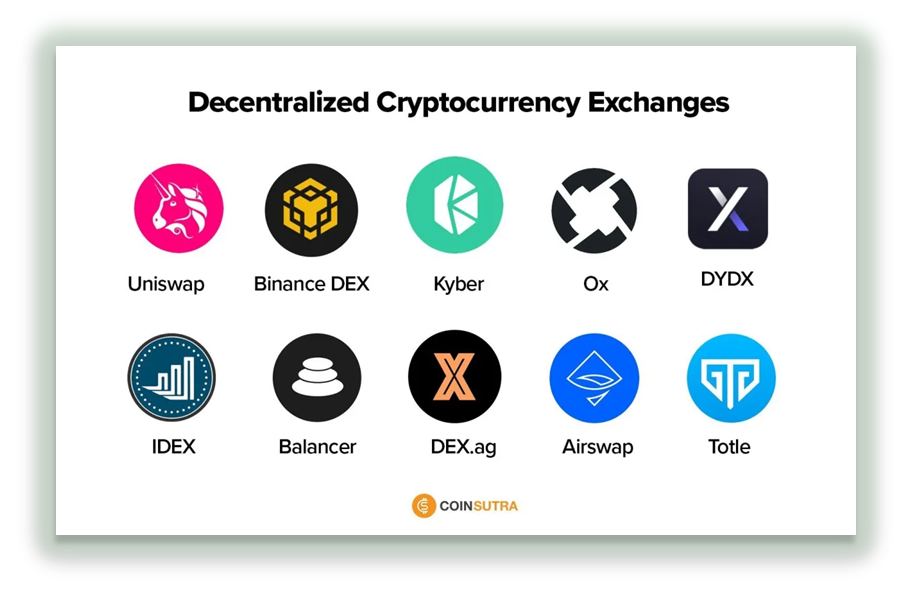 Decentralized Cryptocurrency Exchanges
Uniswap
Binance DEX
Kyber
Ox
DYDX
IDEX
Balancer
DEX.ag
Airswap
Totle
COINSUTRA